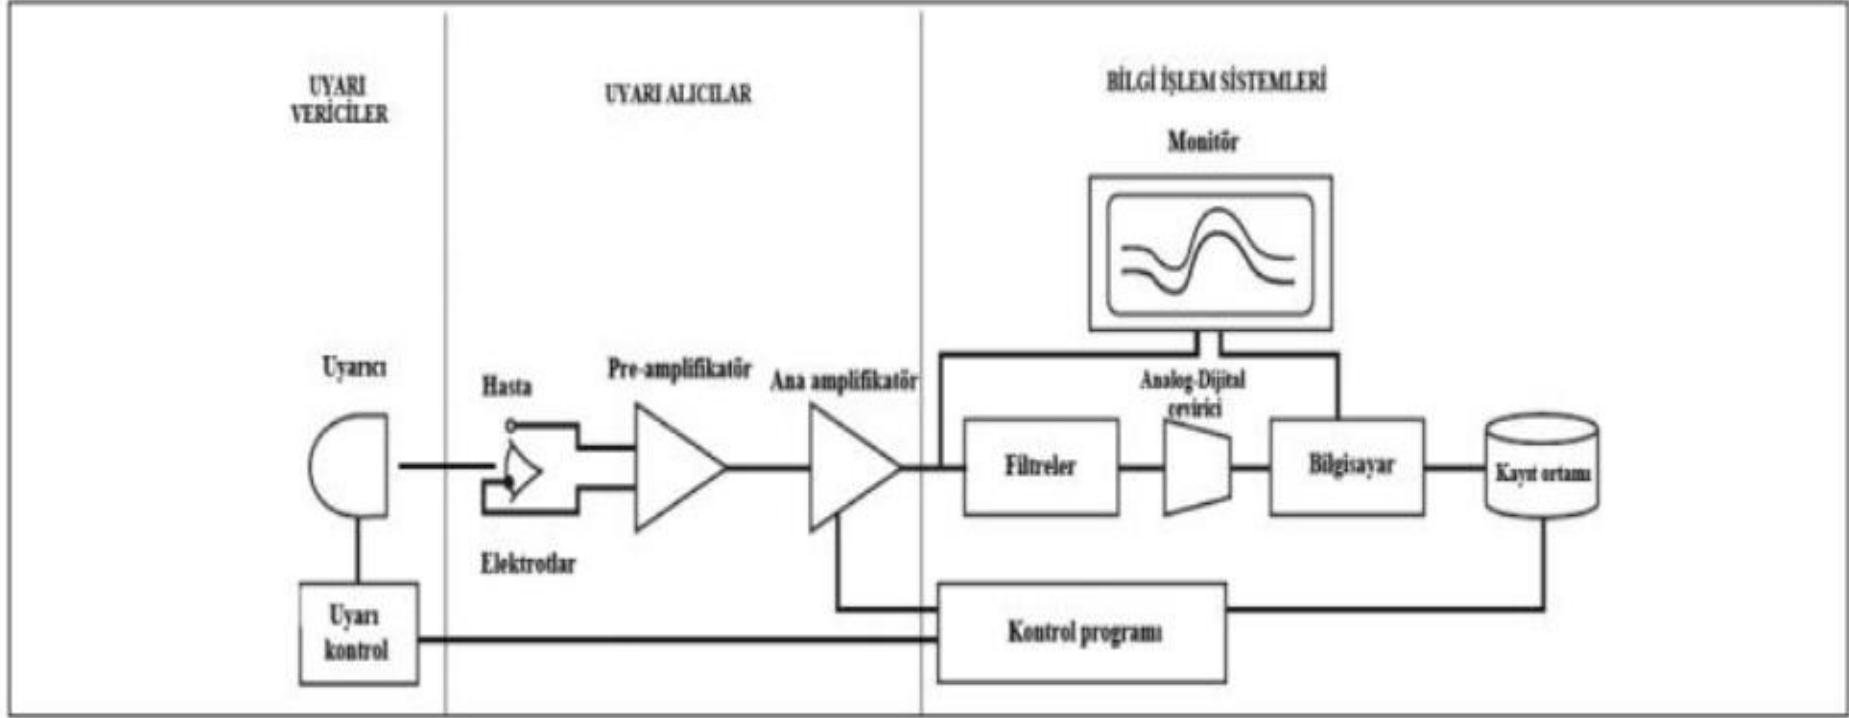 UYARI
VERİCİLER
UYARI ALICILAR
BİLGİ İŞLEM SİSTEMLERİ
Monitör
Uyarıcı
Hasta
Pre-amplifikatör
Ana amplifikatör
Analog-Dijital
çevirici
Filtreler
Bilgisayar
Kayıt ortamı
Elektrotlar
Uyarı
kontrol
Kontrol programı